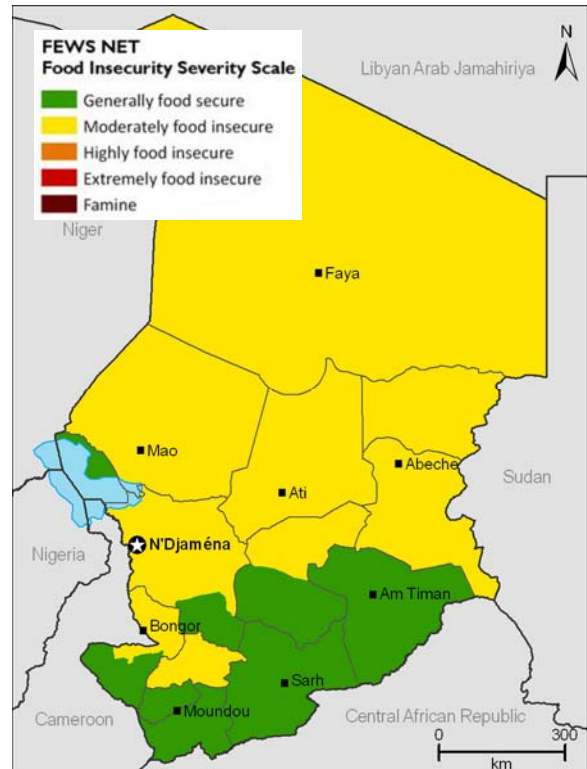 FEWS NET
Food Insecurity Severity Scale
Generally food secure
Moderately food insecure
Highly food insecure
Extremely food insecure
Famine
N
Libyan Arab Jamahiriya
Niger
Faya
Mao
Abeche
Ati
Sudan
N'Djaména
Nigeria
Am Timan
Bongor
Sarh
Moundou
Cameroon
Central African Republic
0 300
km